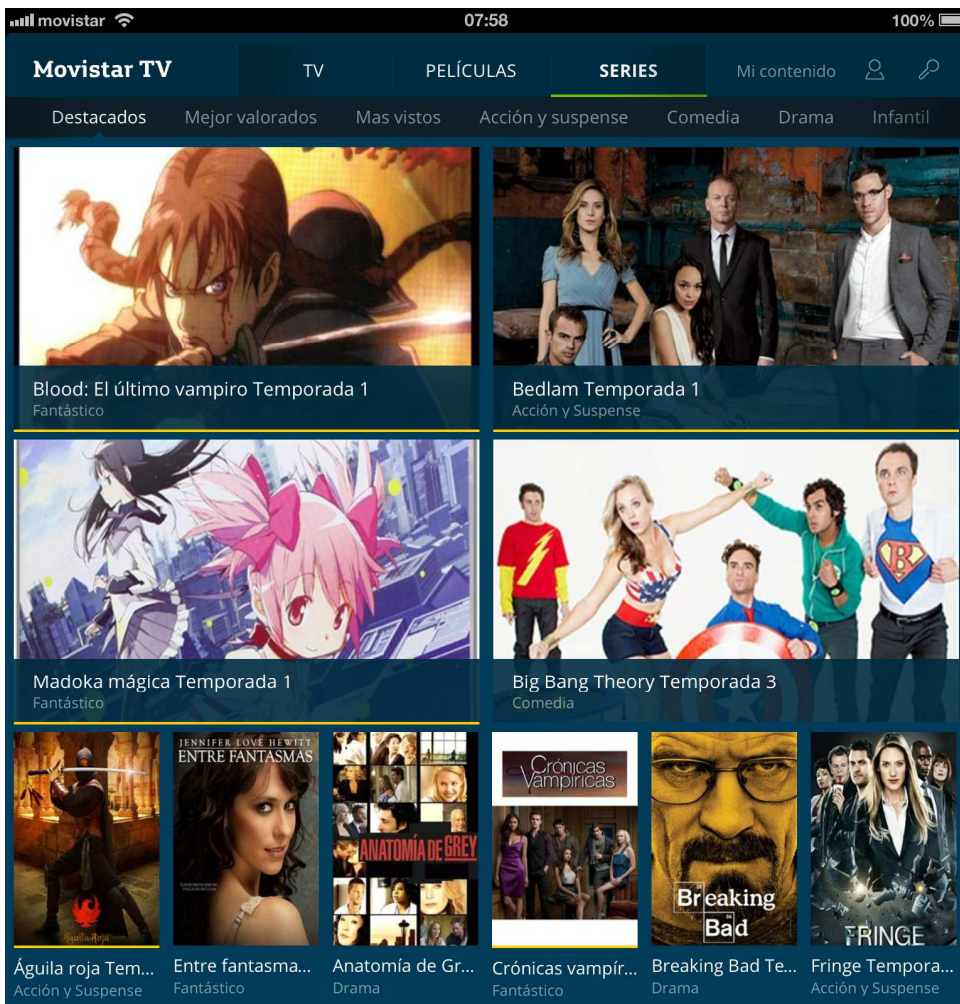 movistar 07:58 100%
Movistar TV TV PELÍCULAS SERIES Mi contenido
Destacados Mejor valorados Mas vistos Acción y suspense Comedia Drama Infantil
Blood: El último vampiro Temporada 1
Fantástico
Bedlam Temporada 1
Acción y Suspense
Madoka mágica Temporada 1
Fantástico
B
Big Bang Theory Temporada 3
Comedia
Águila Roja
JENNIFER LOVE HEWITT
ENTRE FANTASMAS
ANATOMÍA DE GREY
Crónicas
Vampíricas
Breaking
Bad
FRINGE
Águila roja Tem...
Acción y Suspense
Entre fantasma...
Fantástico
Anatomía de Gr...
Drama
Crónicas vampír...
Fantástico
Breaking Bad Te...
Drama
Fringe Tempora...
Acción y Suspense